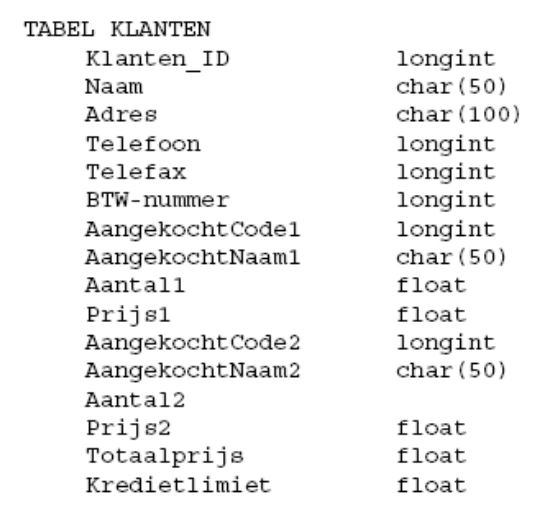 TABEL KLANTEN
Klanten_ID longint
Naam char(50)
Adres char(100)
Telefoon longint
Telefax longint
BTW-nummer longint
AangekochtCode1 longint
AangekochtNaam1 char(50)
Aantal1 float
Prijs1 float
AangekochtCode2 longint
AangekochtNaam2 char(50)
Aantal2
Prijs2 float
Totaalprijs float
Kredietlimiet float